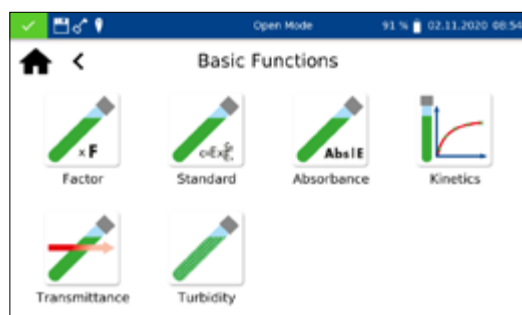 Open Mode 91 % 02.11.2020 08:54
Basic Functions
× F
Abs|E
Factor Standard Absorbance Kinetics
Transmittance Turbidity